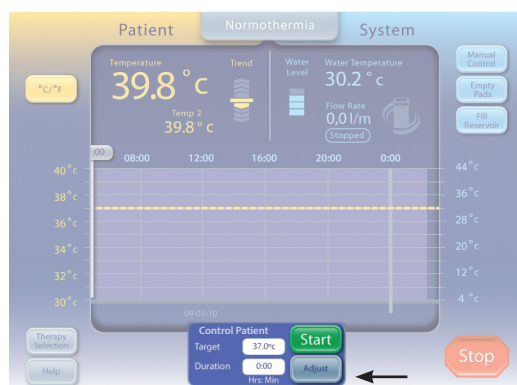 Patient
Normothermia
System
°C/°F
Temperature
39.8 °c
Trend
Temp 2
39.8° c
Water
Level
Water Temperature
30.2 ° c
Flow Rate
0,0 l/m
Stopped
Manual
Control
Empty
Pads
Fill
Reservoir
:00
08:00
12:00
16:00
20:00
0:00
40°c
38°c
36°c
34°c
32°c
30°c
44°c
36°c
28°c
20°c
12°c
4 °c
09-01-10
Therapy
Selection
Help
Control Patient
Target
37.0ºc
Start
Duration
0:00
Hrs: Min
Adjust
Stop